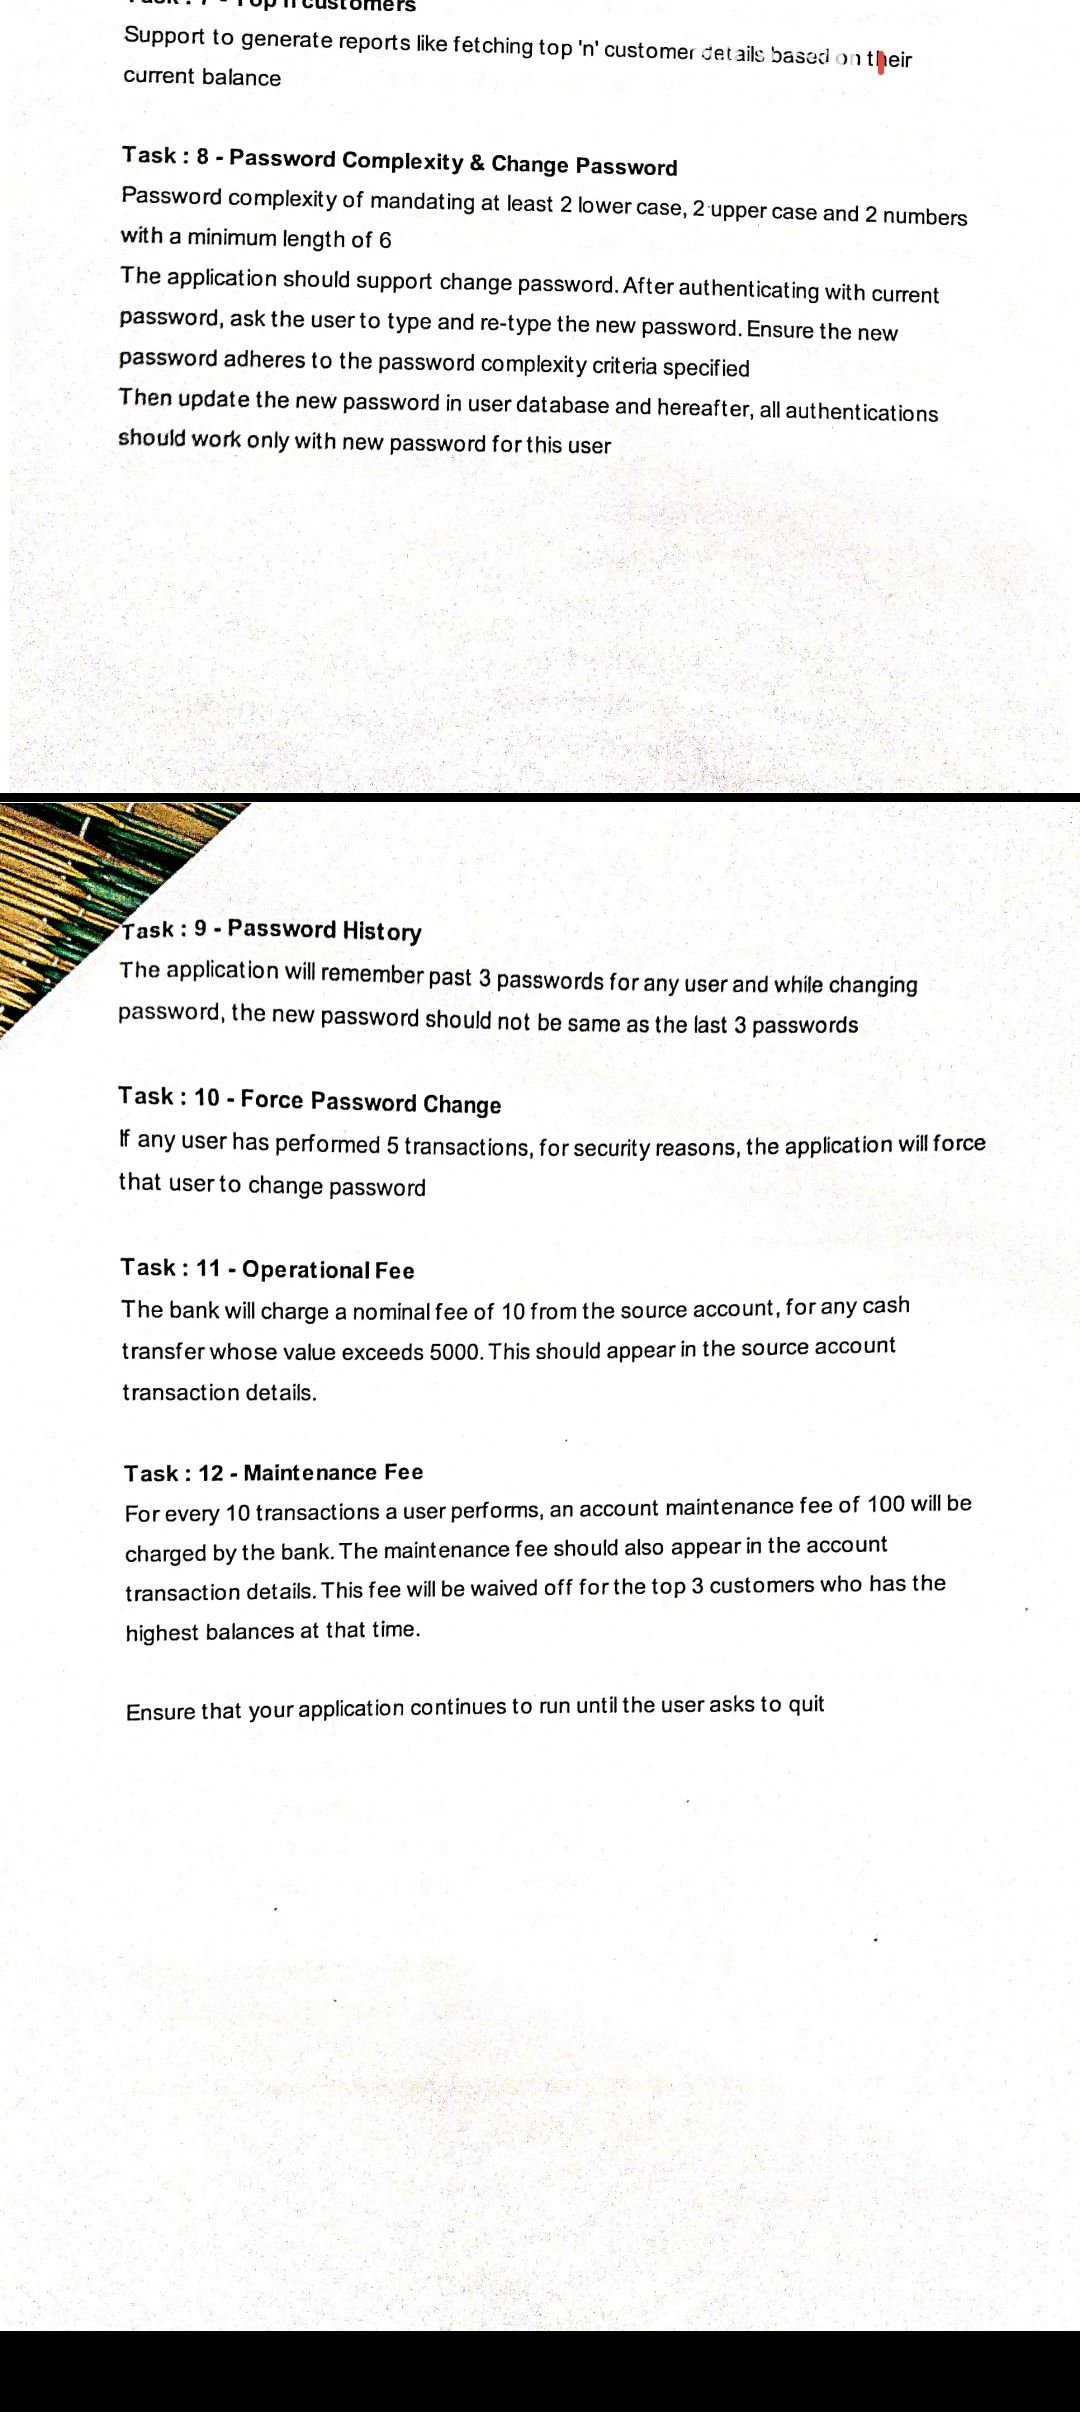 Task : 7 - Top n customers
Support to generate reports like fetching top 'n' customer details based on their
current balance
Task : 8 - Password Complexity & Change Password
Password complexity of mandating at least 2 lower case, 2 upper case and 2 numbers
with a minimum length of 6
The application should support change password. After authenticating with current
password, ask the user to type and re-type the new password. Ensure the new
password adheres to the password complexity criteria specified
Then update the new password in user database and hereafter, all authentications
should work only with new password for this user
Task : 9 - Password History
The application will remember past 3 passwords for any user and while changing
password, the new password should not be same as the last 3 passwords
Task : 10 - Force Password Change
If any user has performed 5 transactions, for security reasons, the application will force
that user to change password
Task : 11 - Operational Fee
The bank will charge a nominal fee of 10 from the source account, for any cash
transfer whose value exceeds 5000. This should appear in the source account
transaction details.
Task : 12 - Maintenance Fee
For every 10 transactions a user performs, an account maintenance fee of 100 will be
charged by the bank. The maintenance fee should also appear in the account
transaction details. This fee will be waived off for the top 3 customers who has the
highest balances at that time.
Ensure that your application continues to run until the user asks to quit